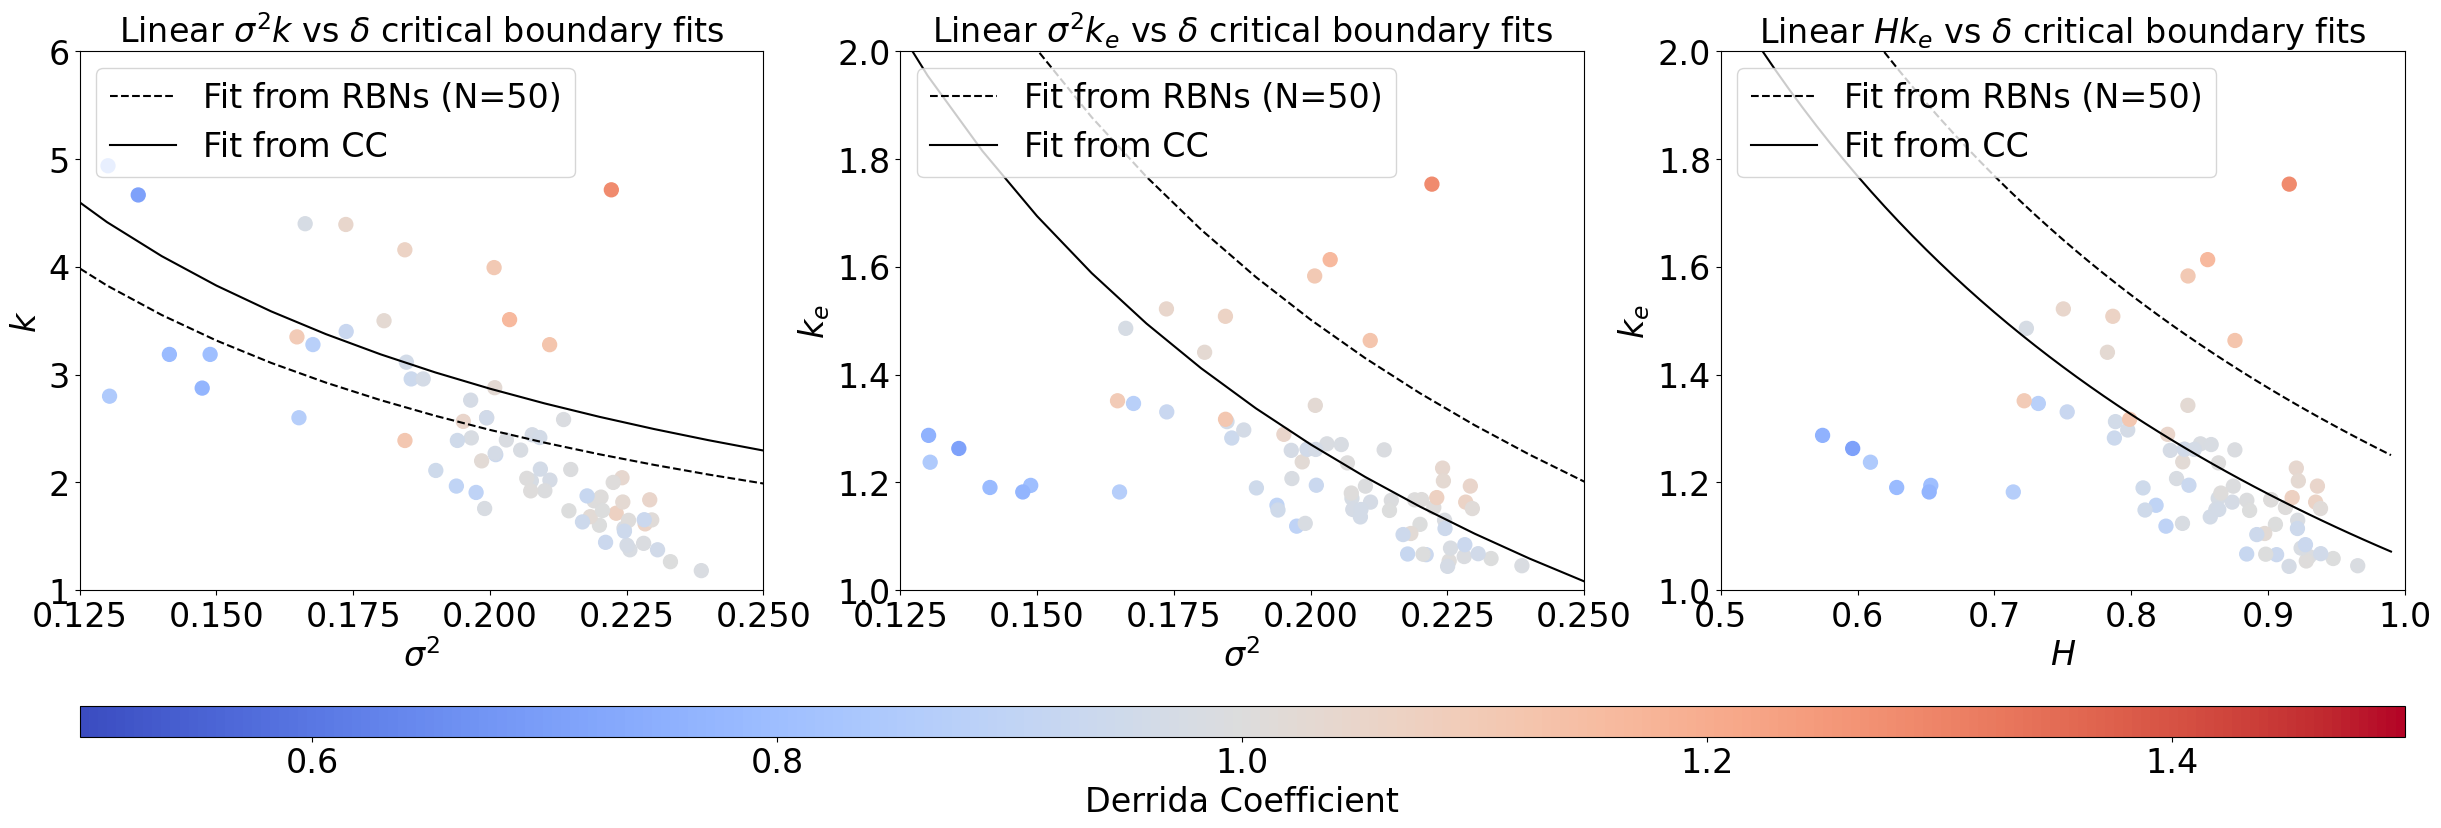 Linear σ²k vs δ critical boundary fits
6
5
4
3
2
1
k
Fit from RBNs (N=50)
Fit from CC
0.125 0.150 0.175 0.200 0.225 0.250
σ²
Linear σ²kₑ vs δ critical boundary fits
2.0
1.8
1.6
1.4
1.2
1.0
kₑ
Fit from RBNs (N=50)
Fit from CC
0.125 0.150 0.175 0.200 0.225 0.250
σ²
Linear Hkₑ vs δ critical boundary fits
2.0
1.8
1.6
1.4
1.2
1.0
kₑ
Fit from RBNs (N=50)
Fit from CC
0.5 0.6 0.7 0.8 0.9 1.0
H
0.6 0.8 1.0 1.2 1.4
Derrida Coefficient